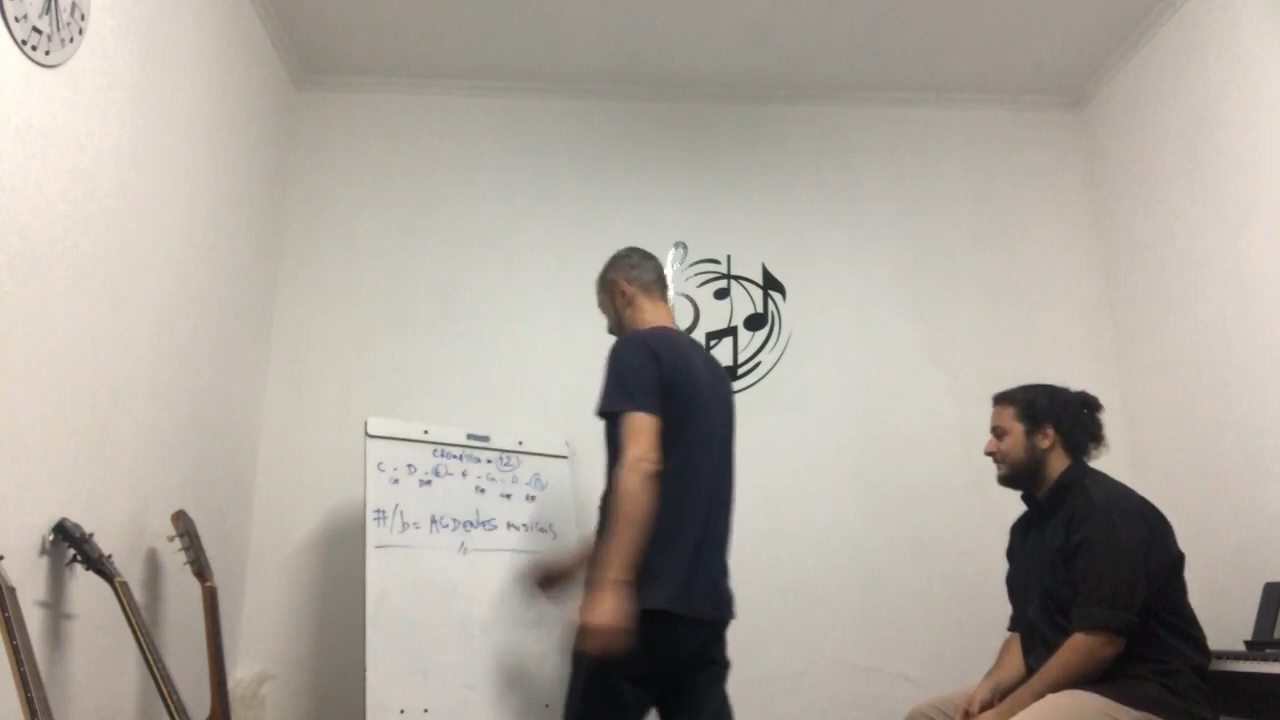 CROMÁTICA = 12
C - D - E - F - G - A - B
C# D# F# G# A#
#/b = ACIDENTES MUSICAIS